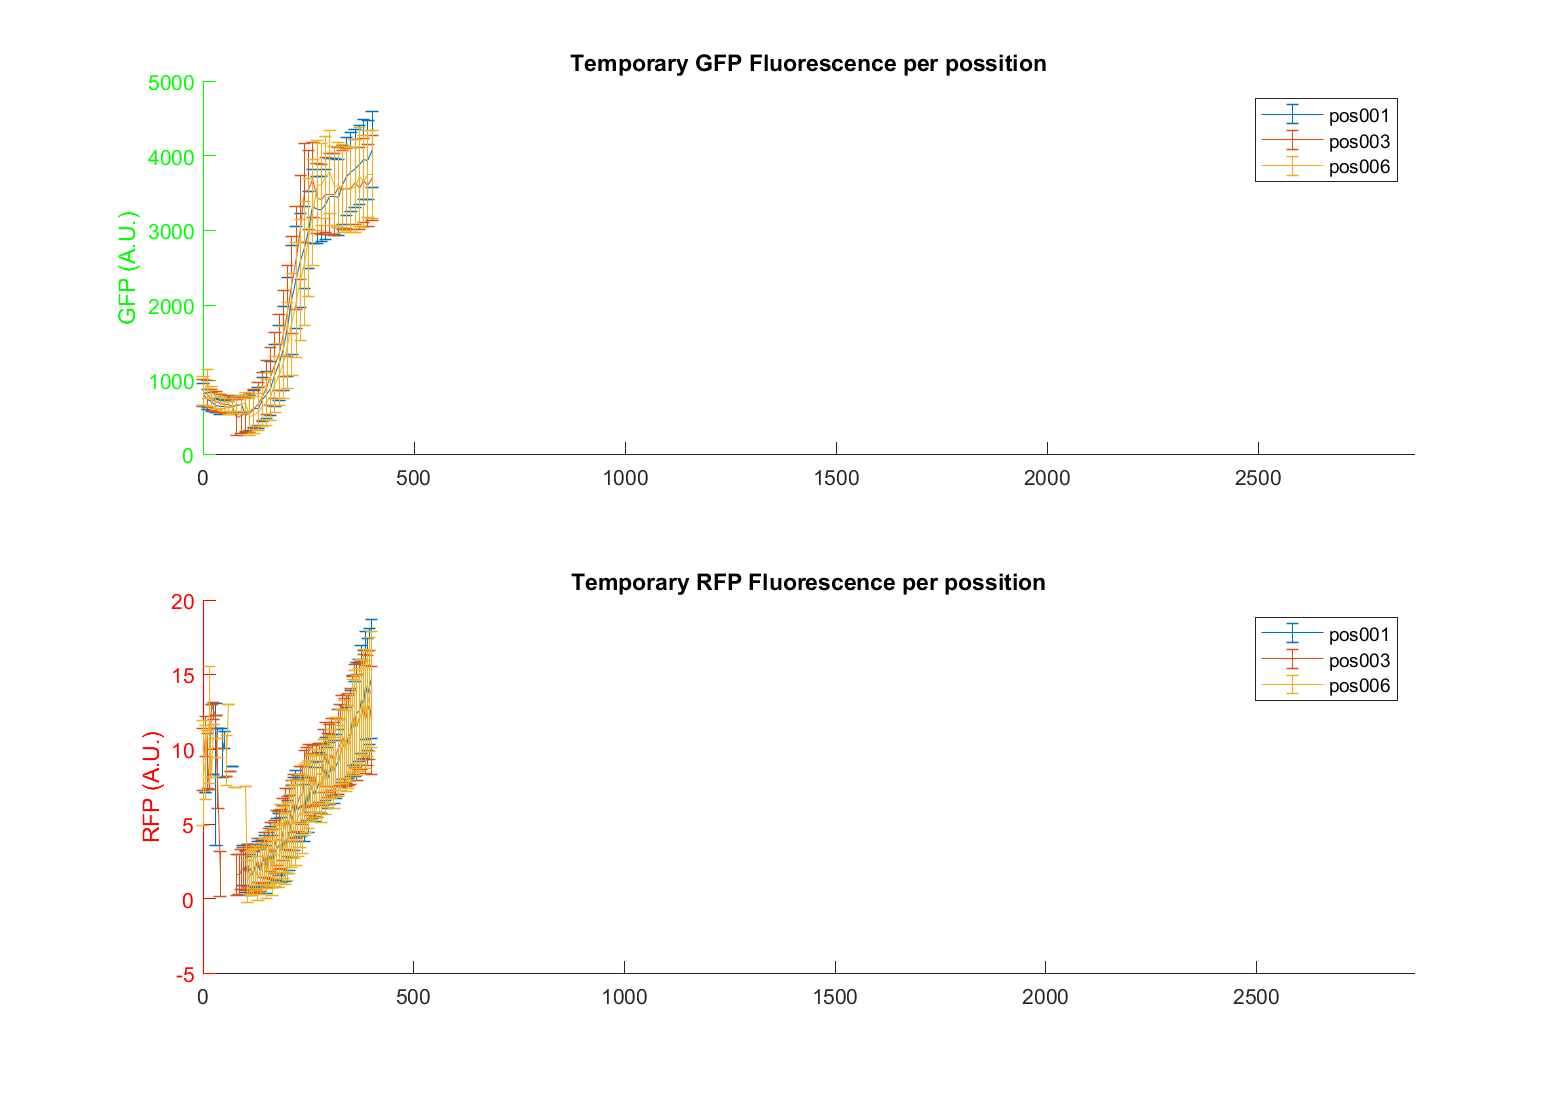 Temporary GFP Fluorescence per possition
GFP (A.U.)
5000
4000
3000
2000
1000
0
0 500 1000 1500 2000 2500
pos001
pos003
pos006
Temporary RFP Fluorescence per possition
RFP (A.U.)
20
15
10
5
0
-5
0 500 1000 1500 2000 2500
pos001
pos003
pos006